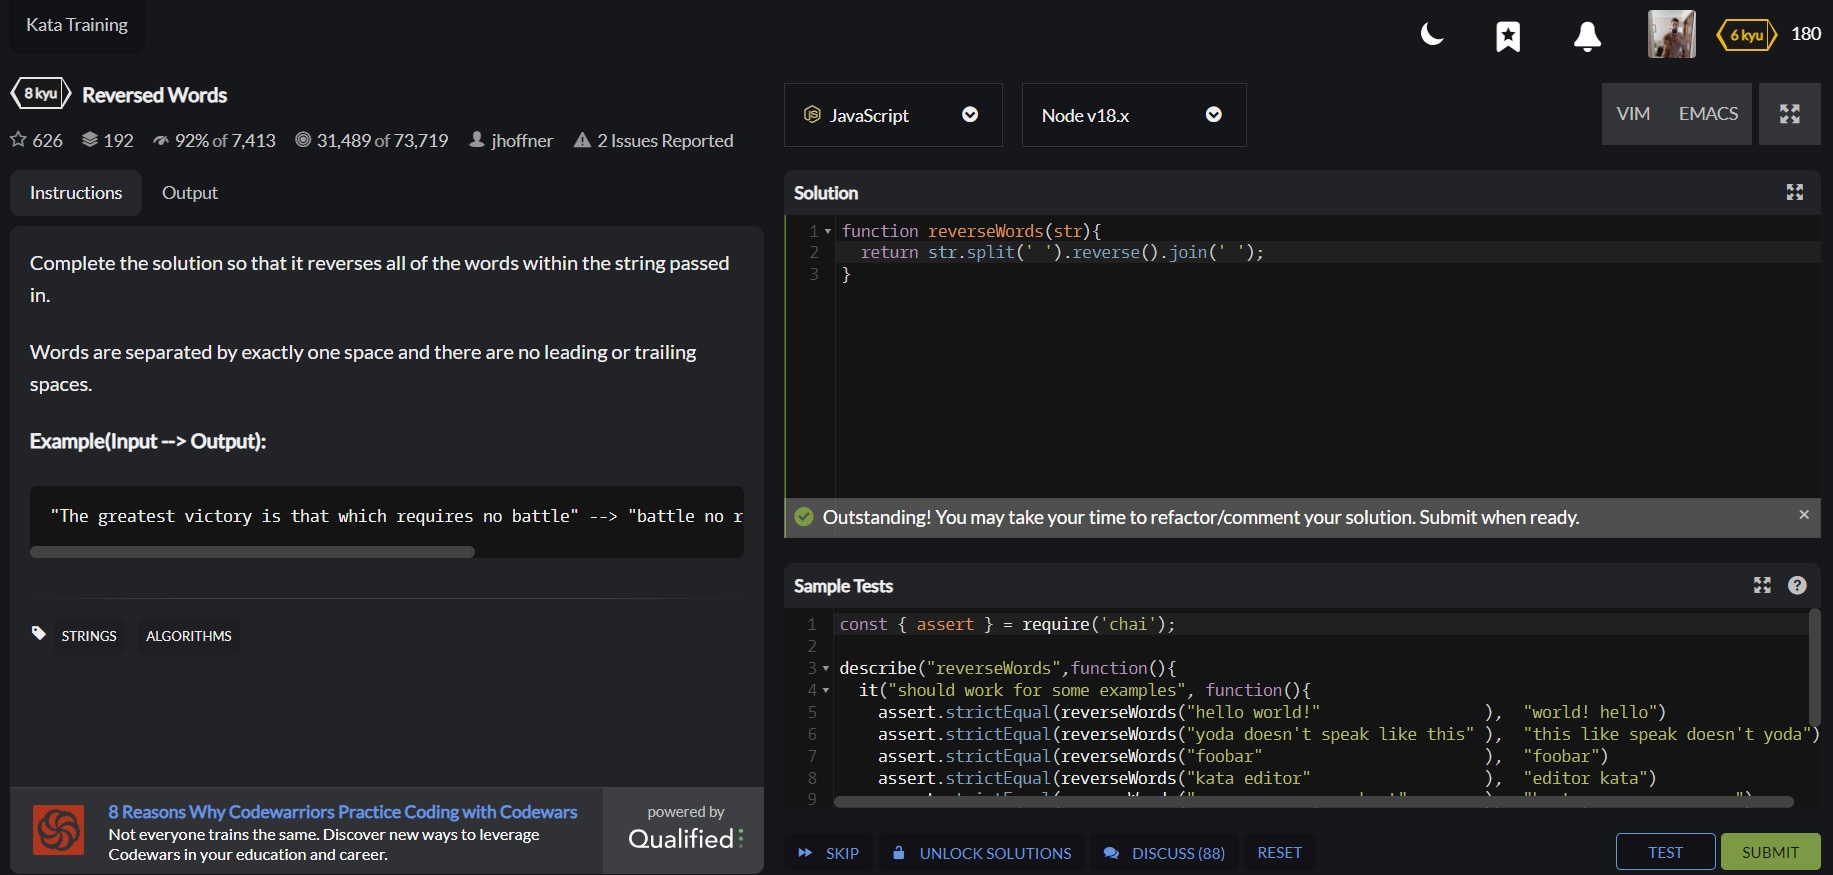 Kata Training
6 kyu 180
8 kyu Reversed Words
626 192 92% of 7,413 31,489 of 73,719 jhoffner 2 Issues Reported
JavaScript Node v18.x VIM EMACS
Instructions Output
Complete the solution so that it reverses all of the words within the string passed
in.
Words are separated by exactly one space and there are no leading or trailing
spaces.
Example(Input --> Output):
"The greatest victory is that which requires no battle" --> "battle no r
STRINGS ALGORITHMS
8 Reasons Why Codewarriors Practice Coding with Codewars
Not everyone trains the same. Discover new ways to leverage
Codewars in your education and career.
powered by
Qualified
Solution
1 function reverseWords(str){
2 return str.split(' ').reverse().join(' ');
3 }
Outstanding! You may take your time to refactor/comment your solution. Submit when ready.
Sample Tests
1 const { assert } = require('chai');
2
3 describe("reverseWords",function(){
4 it("should work for some examples", function(){
5 assert.strictEqual(reverseWords("hello world!" ), "world! hello")
6 assert.strictEqual(reverseWords("yoda doesn't speak like this" ), "this like speak doesn't yoda")
7 assert.strictEqual(reverseWords("foobar" ), "foobar")
8 assert.strictEqual(reverseWords("kata editor" ), "editor kata")
9
SKIP UNLOCK SOLUTIONS DISCUSS (88) RESET TEST SUBMIT